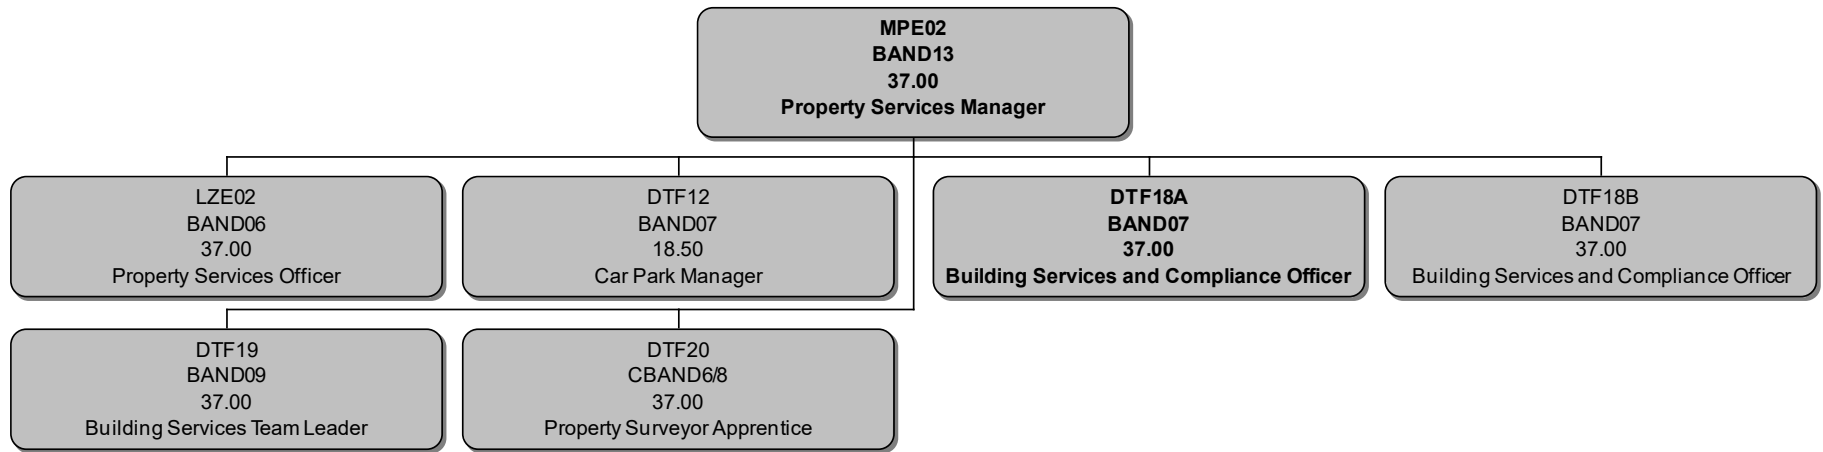 MPE02
BAND13
37.00
Property Services Manager
LZE02
BAND06
37.00
Property Services Officer
DTF12
BAND07
18.50
Car Park Manager
DTF18A
BAND07
37.00
Building Services and Compliance Officer
DTF18B
BAND07
37.00
Building Services and Compliance Officer
DTF19
BAND09
37.00
Building Services Team Leader
DTF20
CBAND6/8
37.00
Property Surveyor Apprentice